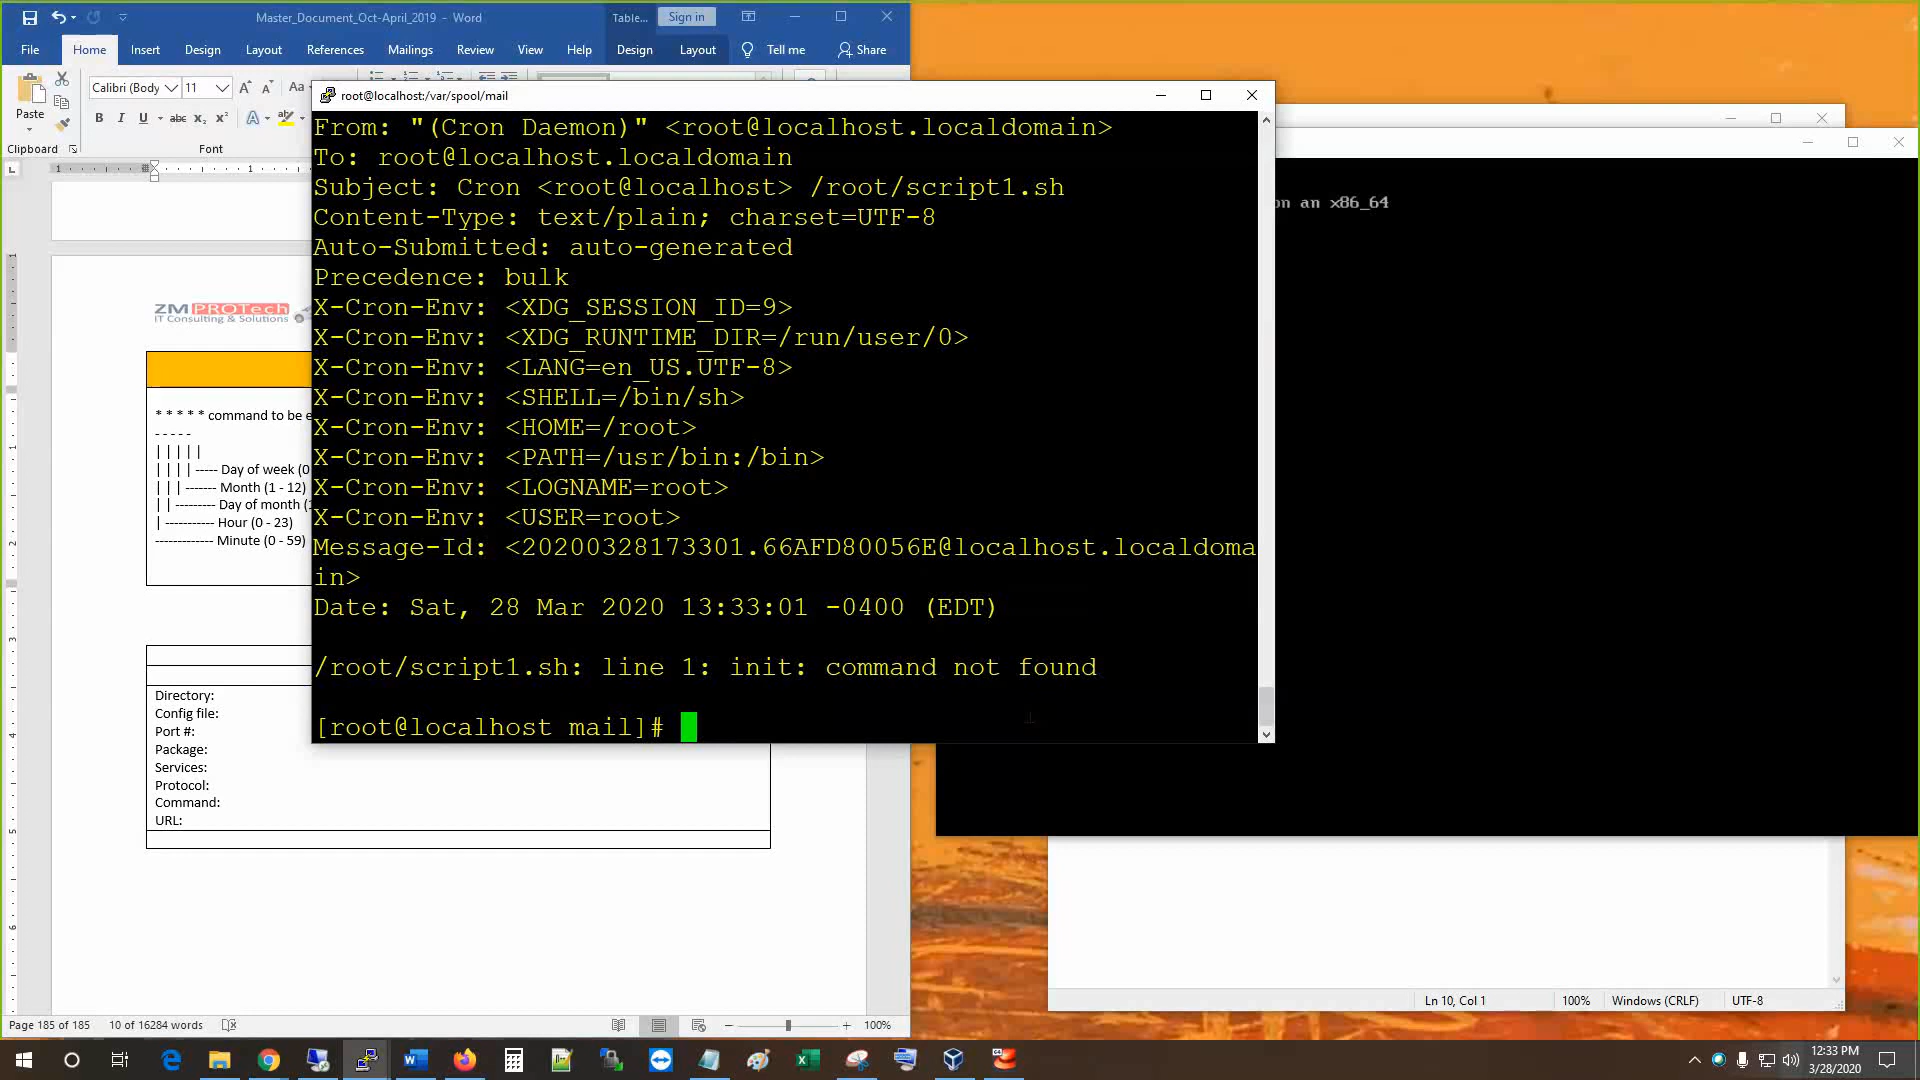 Master_Document_Oct-April_2019 - Word
Table...
Sign in
File
Home
Insert
Design
Layout
References
Mailings
Review
View
Help
Design
Layout
Tell me
Share
Paste
Calibri (Body
11
Aa
B I U abc x₂ x²
Clipboard
Font
ZM PROTech
IT Consulting & Solutions
* * * * * command to be e
- - - - -
| | | | |
| | | | ----- Day of week (0
| | | ------- Month (1 - 12)
| | --------- Day of month (
| ----------- Hour (0 - 23)
------------- Minute (0 - 59)
Directory:
Config file:
Port #:
Package:
Services:
Protocol:
Command:
URL:
Page 185 of 185
10 of 16284 words
100%
root@localhost:/var/spool/mail
From: "(Cron Daemon)" <root@localhost.localdomain>
To: root@localhost.localdomain
Subject: Cron <root@localhost> /root/script1.sh
Content-Type: text/plain; charset=UTF-8
Auto-Submitted: auto-generated
Precedence: bulk
X-Cron-Env: <XDG_SESSION_ID=9>
X-Cron-Env: <XDG_RUNTIME_DIR=/run/user/0>
X-Cron-Env: <LANG=en_US.UTF-8>
X-Cron-Env: <SHELL=/bin/sh>
X-Cron-Env: <HOME=/root>
X-Cron-Env: <PATH=/usr/bin:/bin>
X-Cron-Env: <LOGNAME=root>
X-Cron-Env: <USER=root>
Message-Id: <20200328173301.66AFD80056E@localhost.localdoma
in>
Date: Sat, 28 Mar 2020 13:33:01 -0400 (EDT)
/root/script1.sh: line 1: init: command not found
[root@localhost mail]#
on an x86_64
Ln 10, Col 1
100%
Windows (CRLF)
UTF-8
12:33 PM
3/28/2020